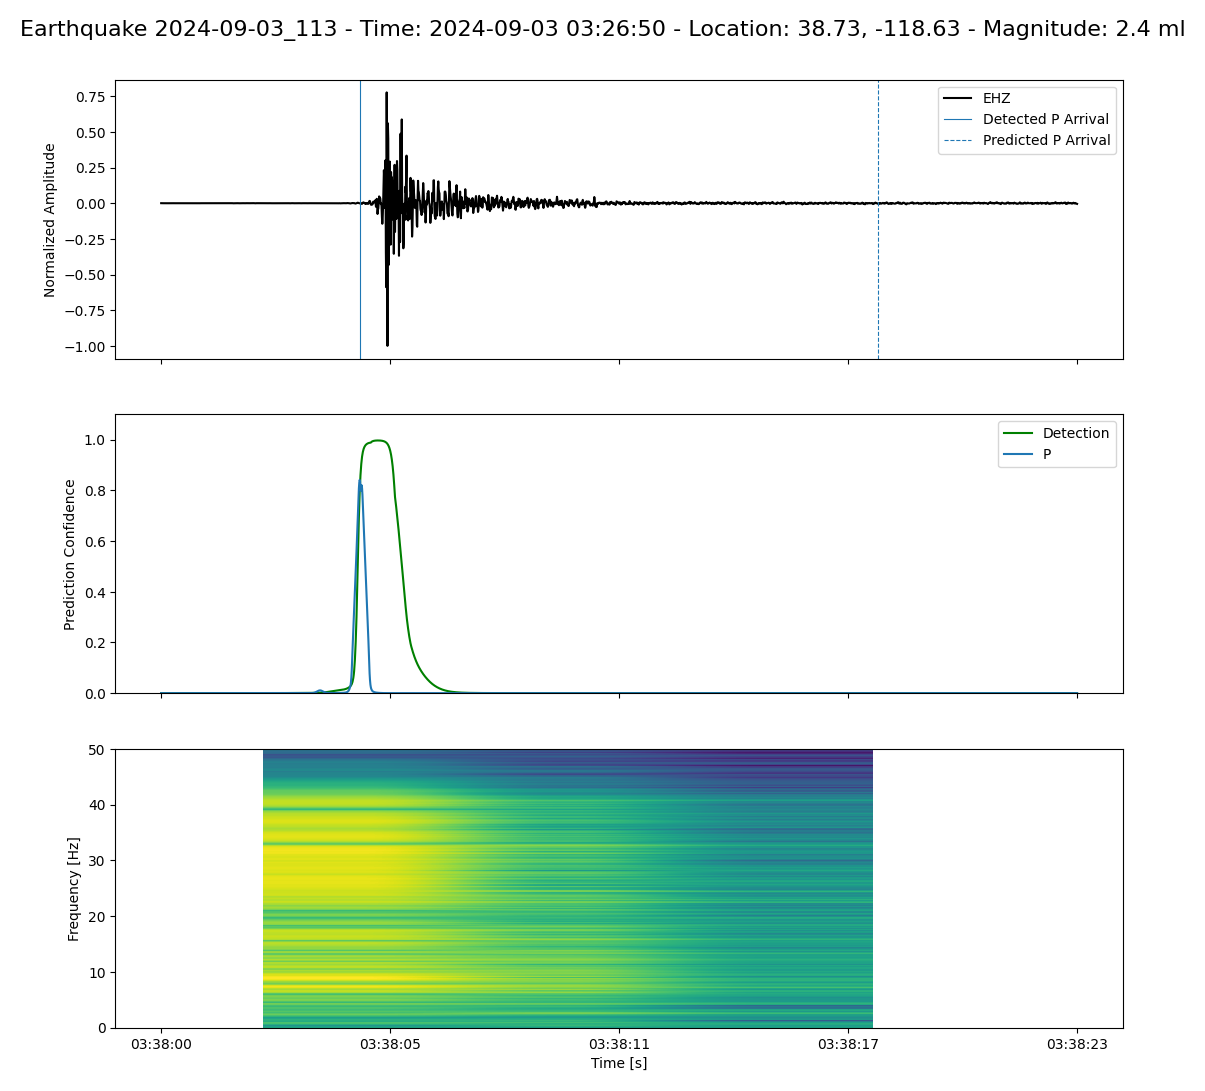 Earthquake 2024-09-03_113 - Time: 2024-09-03 03:26:50 - Location: 38.73, -118.63 - Magnitude: 2.4 ml
EHZ
Detected P Arrival
Predicted P Arrival
0.75
0.50
0.25
0.00
−0.25
−0.50
−0.75
−1.00
Normalized Amplitude
Detection
P
1.0
0.8
0.6
0.4
0.2
0.0
Prediction Confidence
50
40
30
20
10
0
Frequency [Hz]
03:38:00 03:38:05 03:38:11 03:38:17 03:38:23
Time [s]